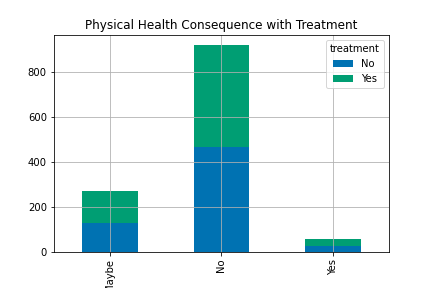 Physical Health Consequence with Treatment
treatment
No
Yes
800
600
400
200
0
No
Yes